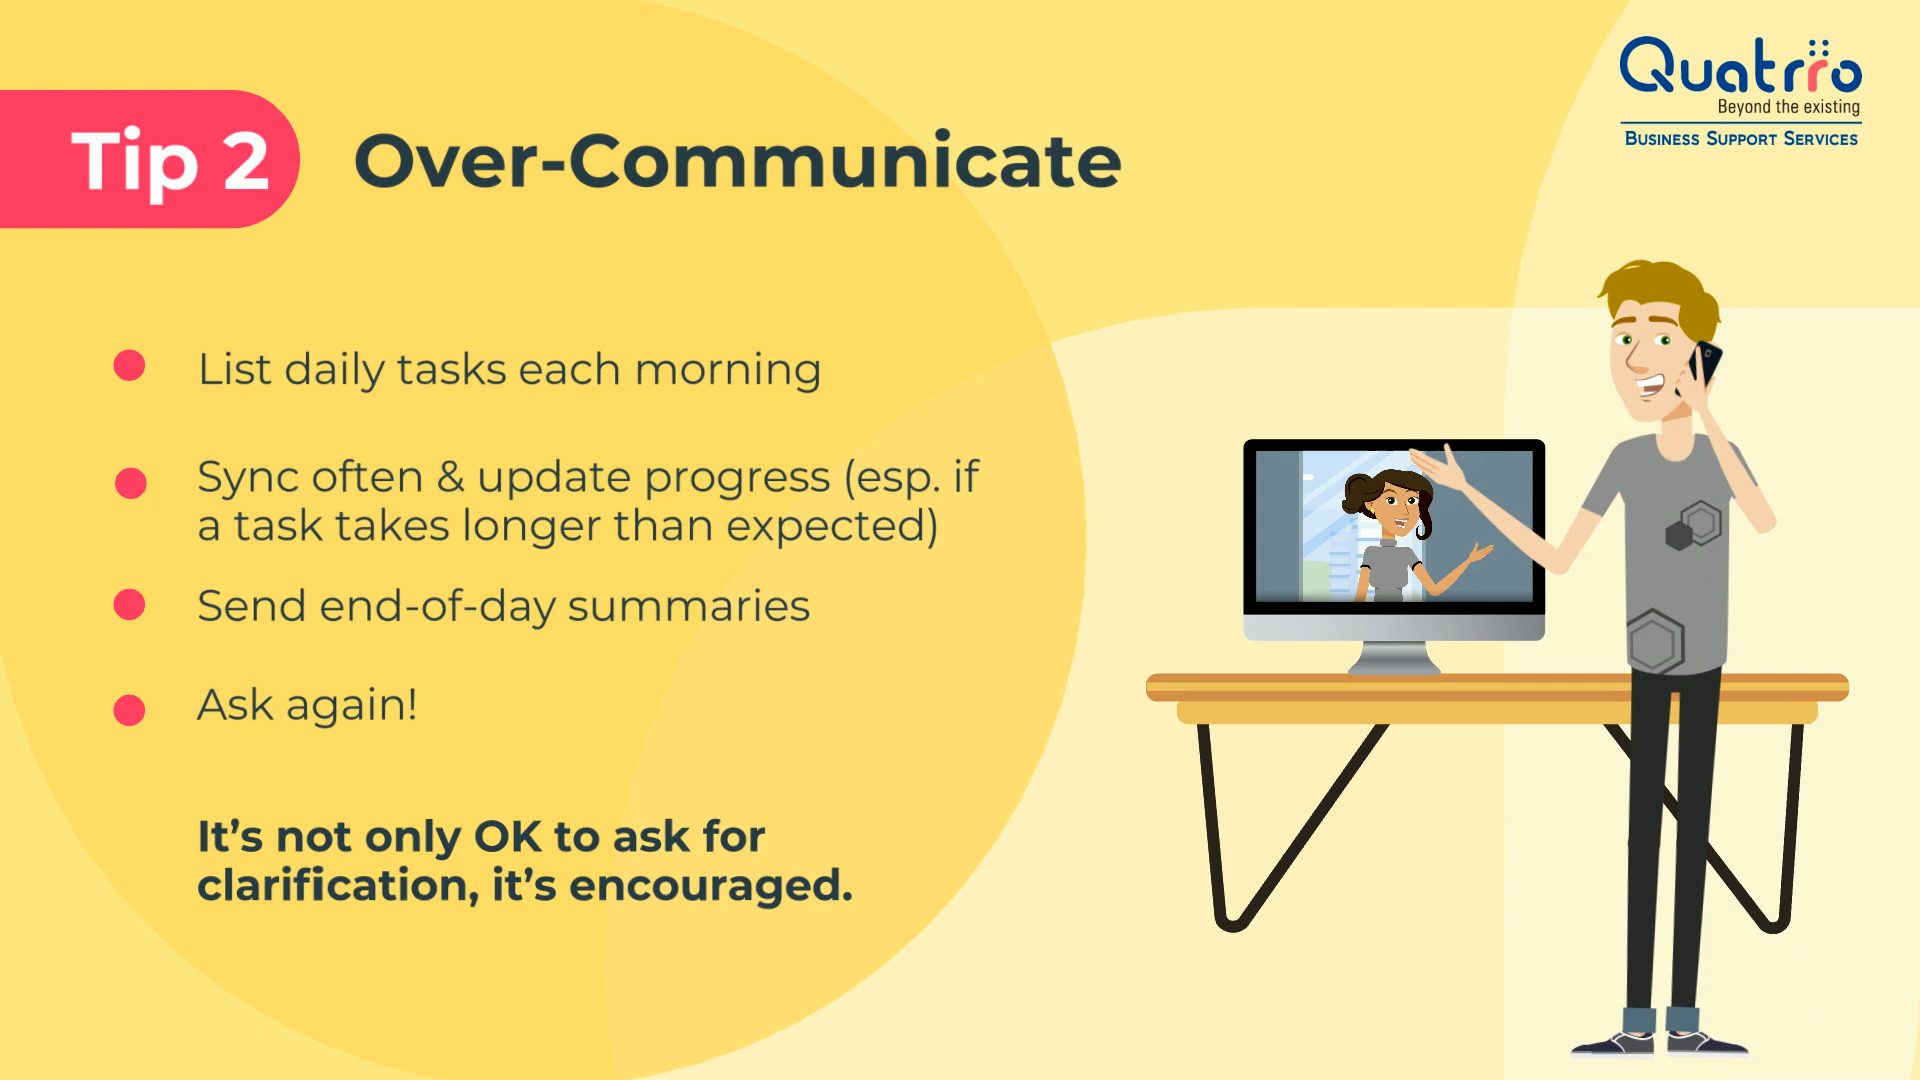 Quatrro
Beyond the existing
BUSINESS SUPPORT SERVICES
Tip 2
Over-Communicate
List daily tasks each morning
Sync often & update progress (esp. if
a task takes longer than expected)
Send end-of-day summaries
Ask again!
It’s not only OK to ask for
clarification, it’s encouraged.